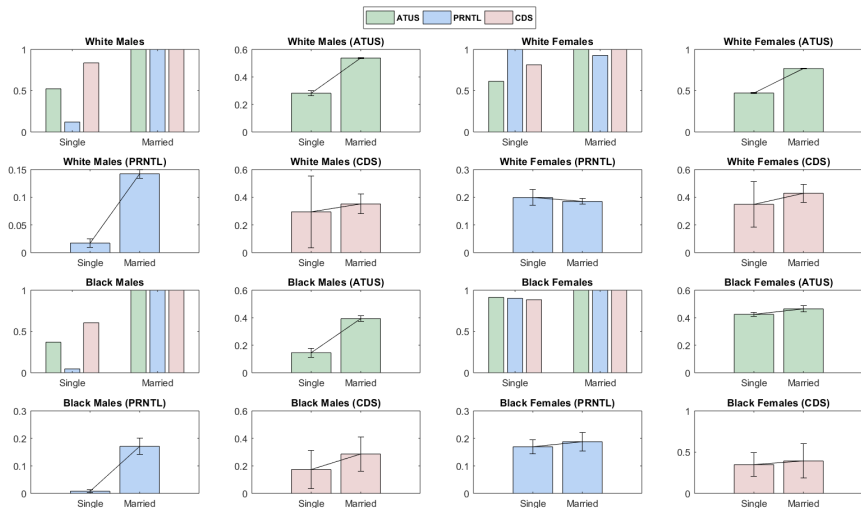 ATUS PRNTL CDS
White Males White Males (ATUS) White Females White Females (ATUS)
1 0.6 1 1
0.4
0.5 0.5 0.5
0.2
0 0 0 0
Single Married Single Married Single Married Single Married
White Males (PRNTL) White Males (CDS) White Females (PRNTL) White Females (CDS)
0.15 0.6 0.3 0.6
0.1 0.4 0.2 0.4
0.05 0.2 0.1 0.2
0 0 0 0
Single Married Single Married Single Married Single Married
Black Males Black Males (ATUS) Black Females Black Females (ATUS)
1 0.6 1 0.6
0.4 0.4
0.5 0.5
0.2 0.2
0 0 0 0
Single Married Single Married Single Married Single Married
Black Males (PRNTL) Black Males (CDS) Black Females (PRNTL) Black Females (CDS)
0.3 0.6 0.3 1
0.2 0.4 0.2
0.5
0.1 0.2 0.1
0 0 0 0
Single Married Single Married Single Married Single Married